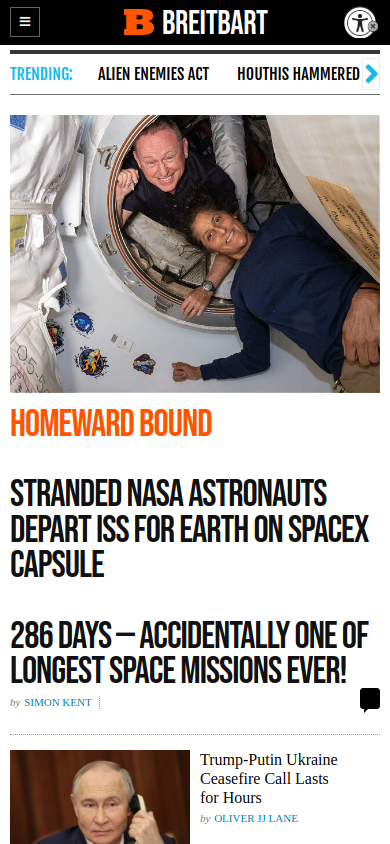 BREITBART
TRENDING:
ALIEN ENEMIES ACT
HOUTHIS HAMMERED
HOMEWARD BOUND
STRANDED NASA ASTRONAUTS
DEPART ISS FOR EARTH ON SPACEX
CAPSULE
286 DAYS — ACCIDENTALLY ONE OF
LONGEST SPACE MISSIONS EVER!
by SIMON KENT
Trump-Putin Ukraine
Ceasefire Call Lasts
for Hours
by OLIVER JJ LANE